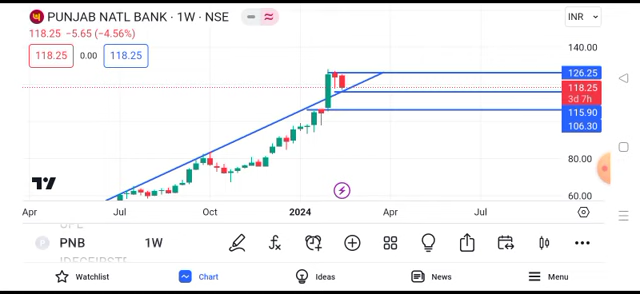 PUNJAB NATL BANK · 1W · NSE
INR
118.25 −5.65 (−4.56%)
118.25 0.00 118.25
140.00
126.25
118.25
3d 7h
115.90
106.30
80.00
60.00
Apr Jul Oct 2024 Apr Jul
PNB 1W
Watchlist Chart Ideas News Menu